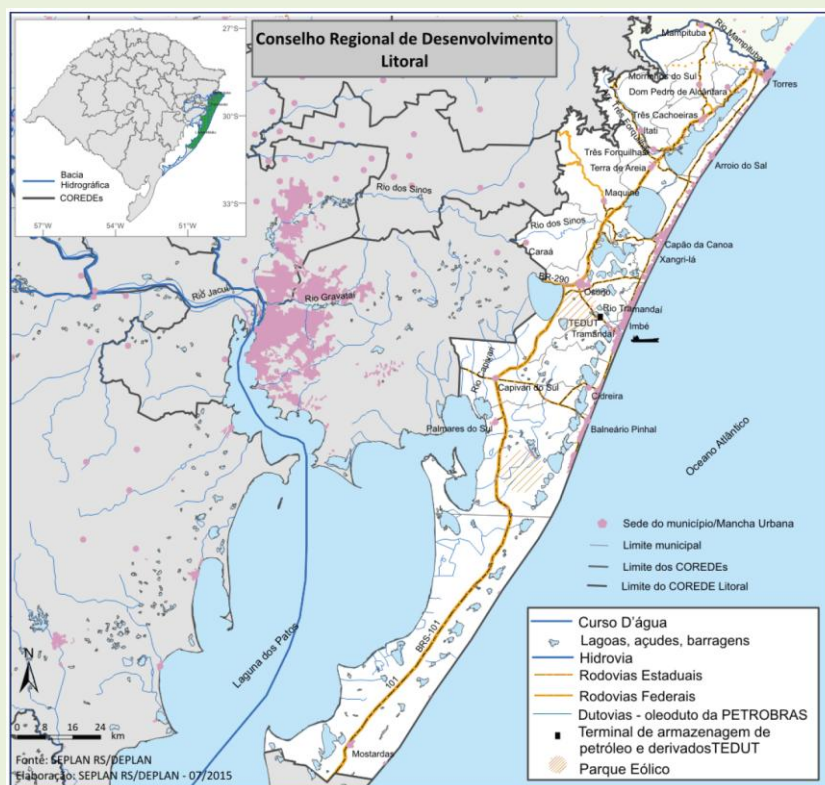 Conselho Regional de Desenvolvimento
Litoral
27°S
30°S
33°S
57°W
54°W
51°W
Bacia
Hidrográfica
COREDEs
Mampituba
Rio Mampituba
Morrinhos do Sul
Torres
Dom Pedro de Alcântara
Três Cachoeiras
Itati
Três Forquilhas
Três Forquilhas
Terra de Areia
Arroio do Sal
Maquiné
Rio dos Sinos
Rio dos Sinos
Caraá
Capão da Canoa
Xangri-lá
BR-290
Osório
Rio Jacuí
Rio Gravataí
Rio Tramandaí
TEDUT
Tramandaí
Imbé
Rio Capivari
Capivari do Sul
Cidreira
Palmares do Sul
Balneário Pinhal
Oceano Atlântico
Sede do município/Mancha Urbana
Limite municipal
Limite dos COREDEs
Limite do COREDE Litoral
Curso D'água
Lagoas, açudes, barragens
Hidrovia
Rodovias Estaduais
Rodovias Federais
Dutovias - oleoduto da PETROBRAS
Terminal de armazenagem de
petróleo e derivadosTEDUT
Parque Eólico
Laguna dos Patos
BRS-101
101
Mostardas
N
0 8 16 24
km
Fonte: SEPLAN RS/DEPLAN
Elaboração: SEPLAN RS/DEPLAN - 07/2015